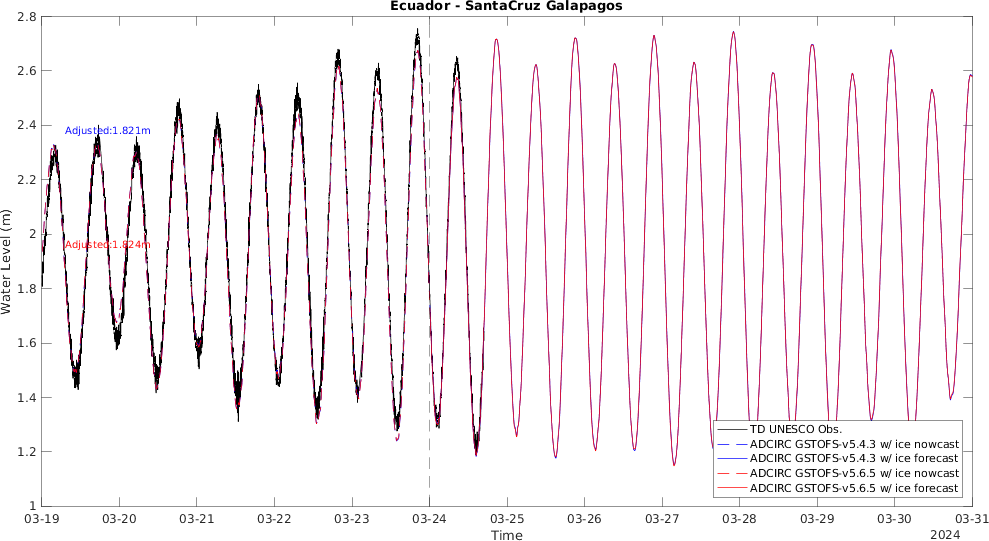 Ecuador - SantaCruz Galapagos
2.8
2.6
2.4
2.2
2
1.8
1.6
1.4
1.2
1
Water Level (m)
Adjusted:1.821m
Adjusted:1.824m
TD UNESCO Obs.
ADCIRC GSTOFS-v5.4.3 w/ ice nowcast
ADCIRC GSTOFS-v5.4.3 w/ ice forecast
ADCIRC GSTOFS-v5.6.5 w/ ice nowcast
ADCIRC GSTOFS-v5.6.5 w/ ice forecast
03-19 03-20 03-21 03-22 03-23 03-24 03-25 03-26 03-27 03-28 03-29 03-30 03-31
Time
2024